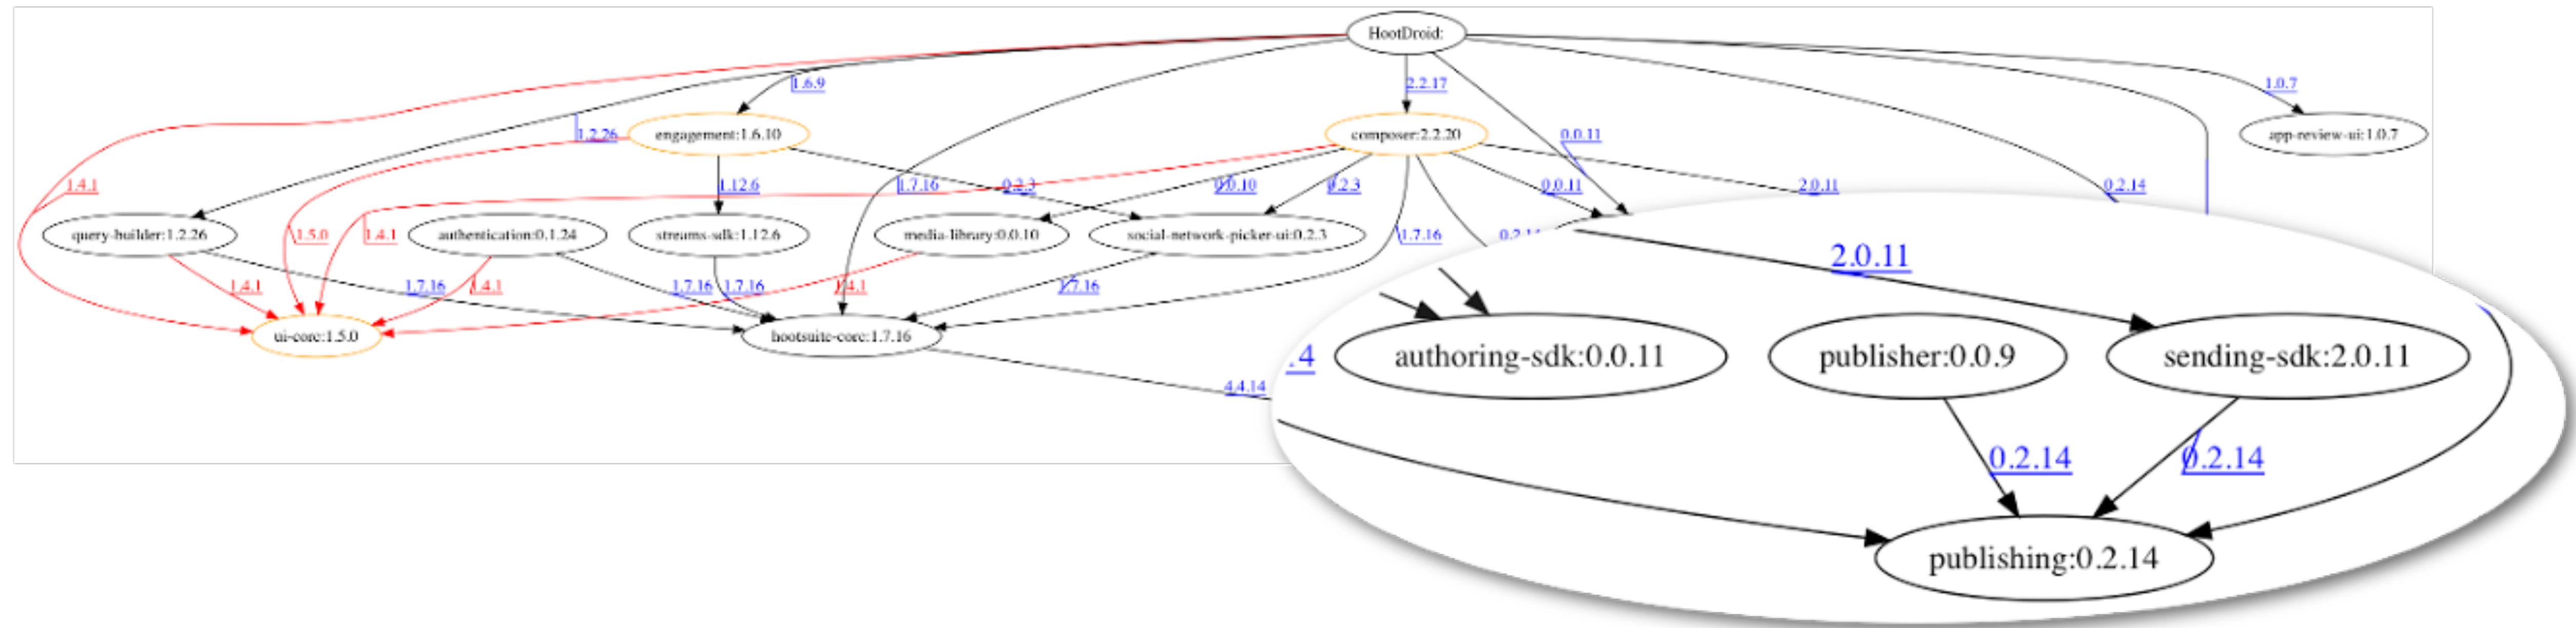 HootDroid:
1.6.9
2.2.17
1.0.7
1.2.26
engagement:1.6.10
composer:2.2.20
0.0.11
app-review-ui:1.0.7
1.4.1
1.12.6
1.7.16
0.2.3
0.0.10
0.2.3
0.0.11
2.0.11
0.2.14
query-builder:1.2.26
1.5.0
1.4.1
authentication:0.1.24
streams-sdk:1.12.6
media-library:0.0.10
social-network-picker-ui:0.2.3
1.7.16
2.0.11
1.4.1
1.7.16
1.4.1
1.7.16
1.7.16
1.4.1
1.7.16
ui-core:1.5.0
hootsuite-core:1.7.16
.4
authoring-sdk:0.0.11
publisher:0.0.9
sending-sdk:2.0.11
4.4.14
0.2.14
0.2.14
publishing:0.2.14